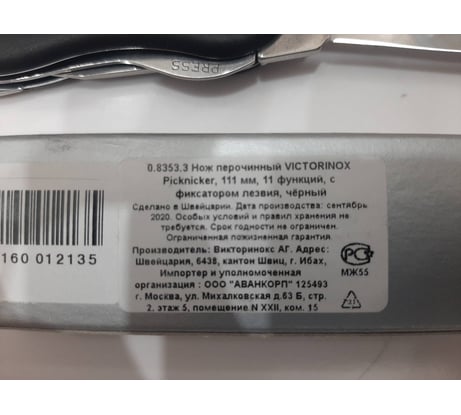 PRESS
0.8353.3 Нож перочинный VICTORINOX
Picknicker, 111 мм, 11 функций, с
фиксатором лезвия, чёрный
Сделано в Швейцарии. Дата производства: сентябрь
2020. Особых условий и правил хранения не
требуется. Срок годности не ограничен.
Ограниченная пожизненная гарантия.
Производитель: Викторинокс АГ. Адрес:
Швейцария, 6438, кантон Швиц, г. Ибах,
Импортер и уполномоченная
организация : ООО "АВАНКОРП" 125493
г. Москва, ул. Михалковская д.63 Б, стр.
2, этаж 5, помещение N XXII, ком. 15
160 012135
РСТ
МЖ55